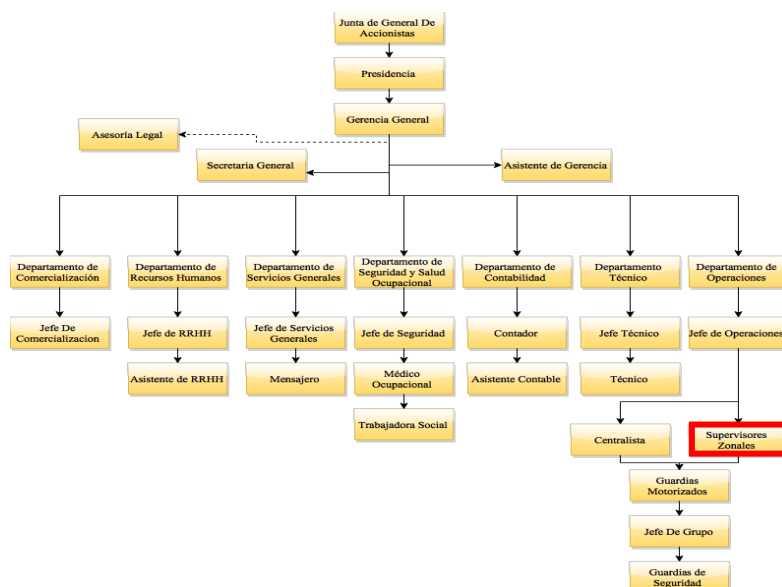 Junta de General De
Accionistas
Presidencia
Gerencia General
Asesoría Legal
Secretaria General
Asistente de Gerencia
Departamento de
Comercialización
Departamento de
Recursos Humanos
Departamento de
Servicios Generales
Departamento de
Seguridad y Salud
Ocupacional
Departamento de
Contabilidad
Departamento
Técnico
Departamento de
Operaciones
Jefe De
Comercializacion
Jefe de RRHH
Jefe de Servicios
Generales
Jefe de Seguridad
Contador
Jefe Técnico
Jefe de Operaciones
Asistente de RRHH
Mensajero
Médico
Ocupacional
Asistente Contable
Técnico
Trabajadora Social
Centralista
Supervisores
Zonales
Guardias
Motorizados
Jefe De Grupo
Guardias de
Seguridad